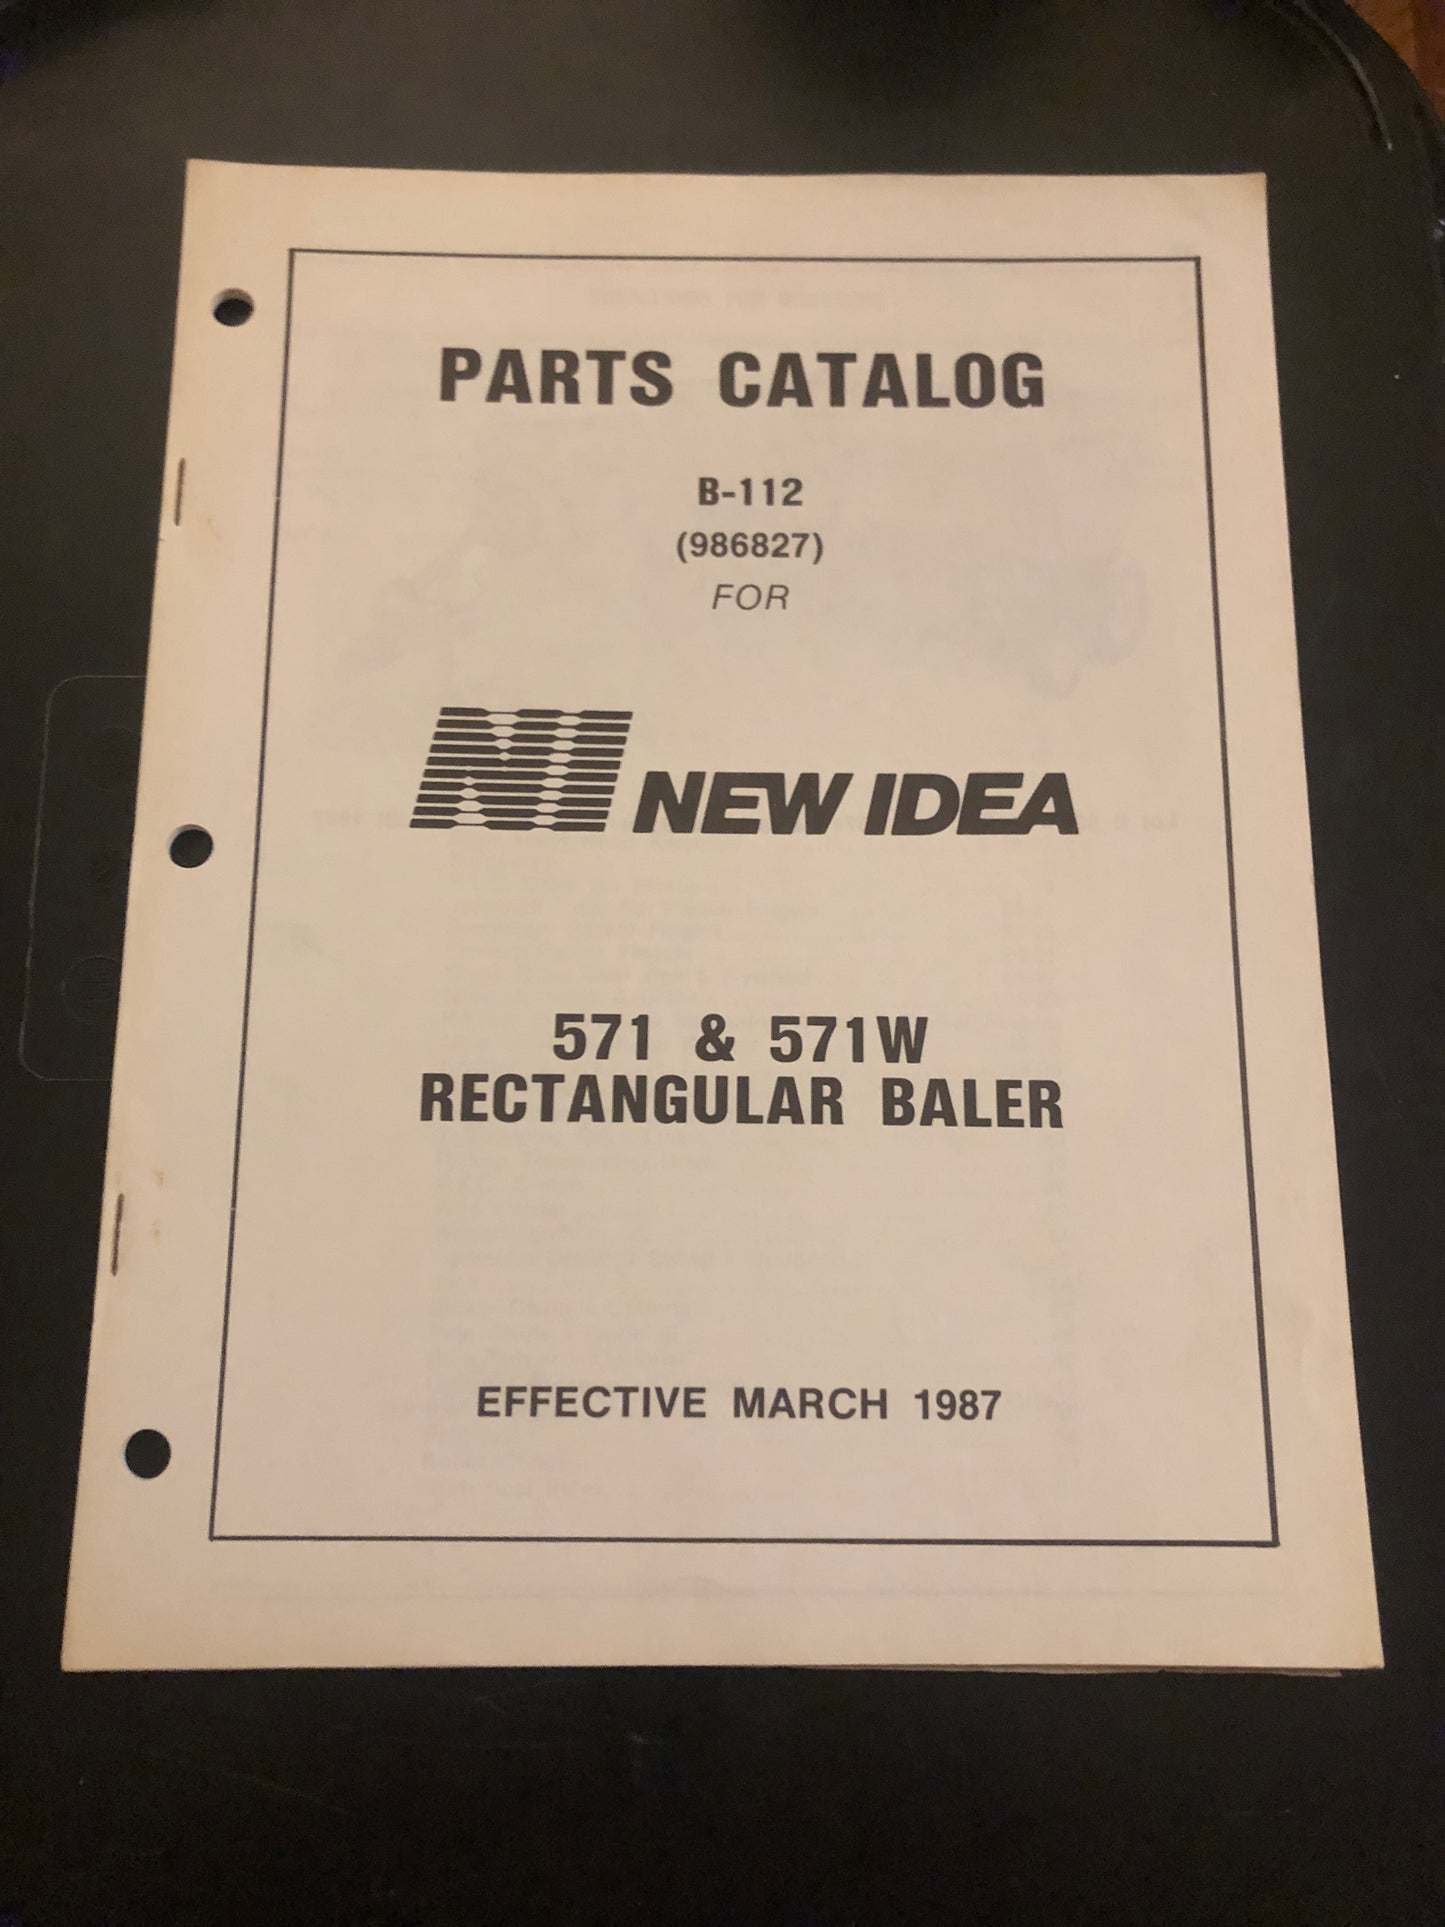 PARTS CATALOG
B-112
(986827)
FOR
NEW IDEA
571 & 571W
RECTANGULAR BALER
EFFECTIVE MARCH 1987